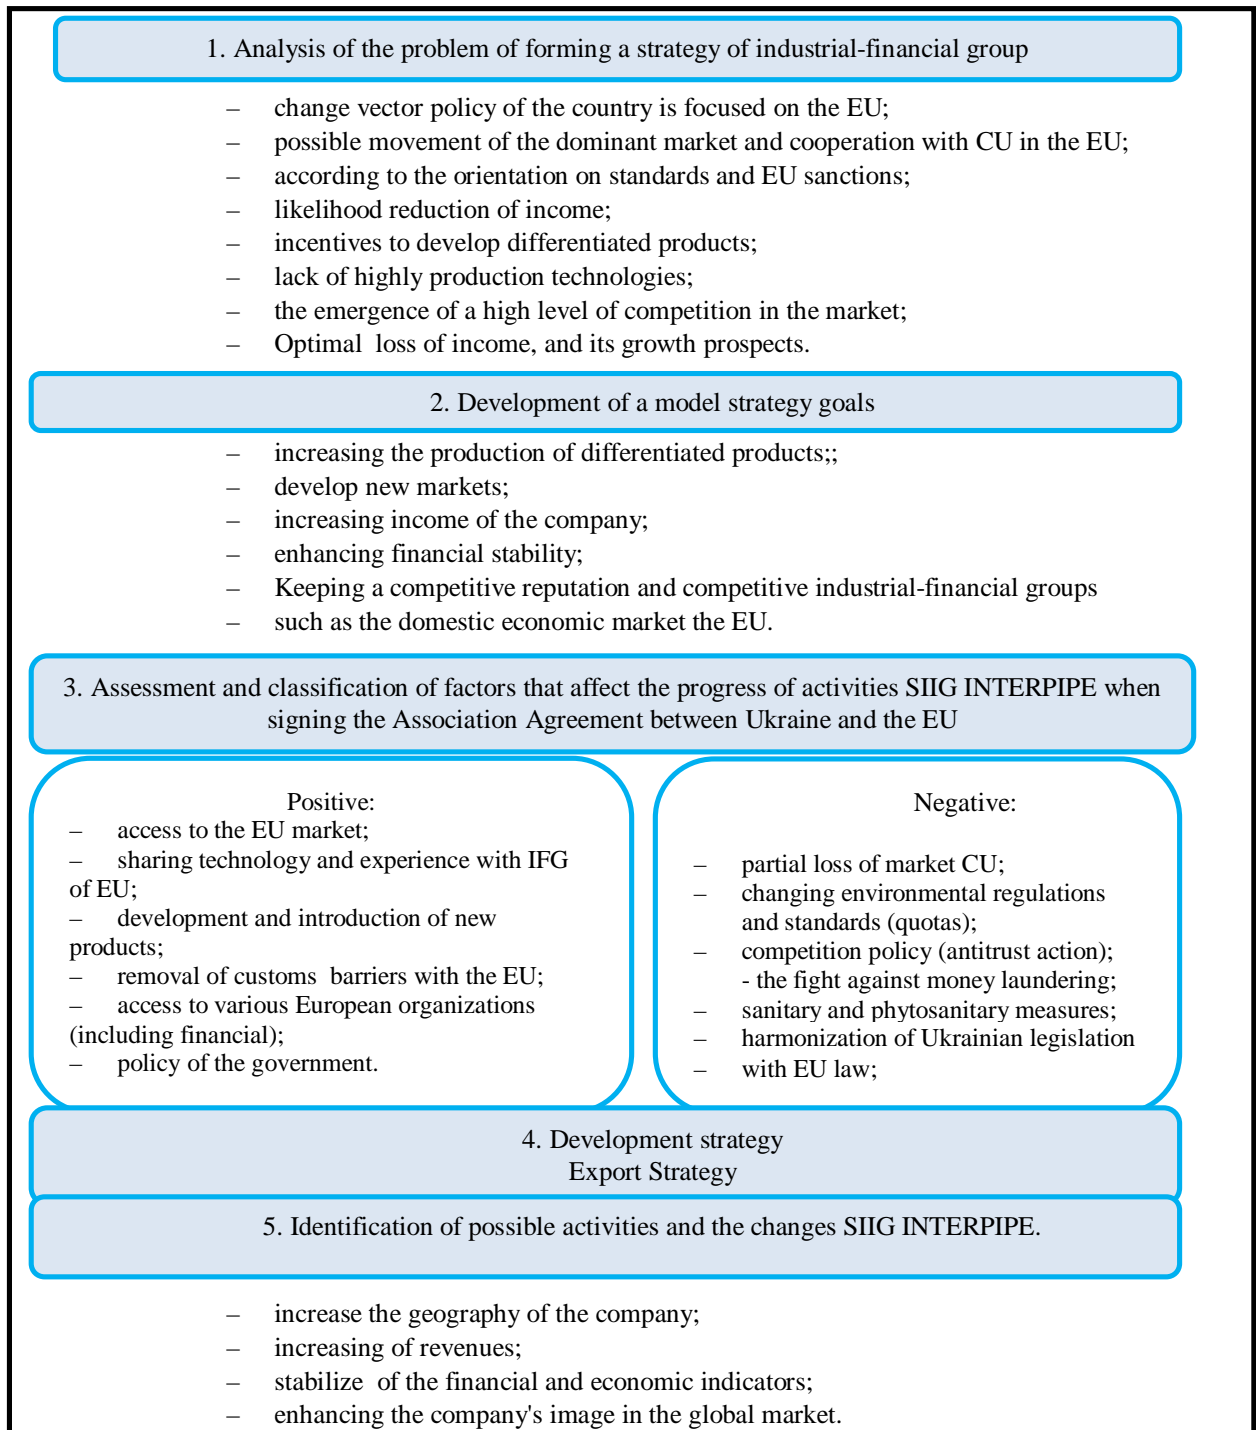 1. Analysis of the problem of forming a strategy of industrial-financial group
– change vector policy of the country is focused on the EU;
– possible movement of the dominant market and cooperation with CU in the EU;
– according to the orientation on standards and EU sanctions;
– likelihood reduction of income;
– incentives to develop differentiated products;
– lack of highly production technologies;
– the emergence of a high level of competition in the market;
– Optimal loss of income, and its growth prospects.
2. Development of a model strategy goals
– increasing the production of differentiated products;;
– develop new markets;
– increasing income of the company;
– enhancing financial stability;
– Keeping a competitive reputation and competitive industrial-financial groups
– such as the domestic economic market the EU.
3. Assessment and classification of factors that affect the progress of activities SIIG INTERPIPE when
signing the Association Agreement between Ukraine and the EU
Positive:
– access to the EU market;
– sharing technology and experience with IFG
of EU;
– development and introduction of new
products;
– removal of customs barriers with the EU;
– access to various European organizations
(including financial);
– policy of the government.
Negative:
– partial loss of market CU;
– changing environmental regulations
and standards (quotas);
– competition policy (antitrust action);
- the fight against money laundering;
– sanitary and phytosanitary measures;
– harmonization of Ukrainian legislation
– with EU law;
4. Development strategy
Export Strategy
5. Identification of possible activities and the changes SIIG INTERPIPE.
– increase the geography of the company;
– increasing of revenues;
– stabilize of the financial and economic indicators;
– enhancing the company's image in the global market.